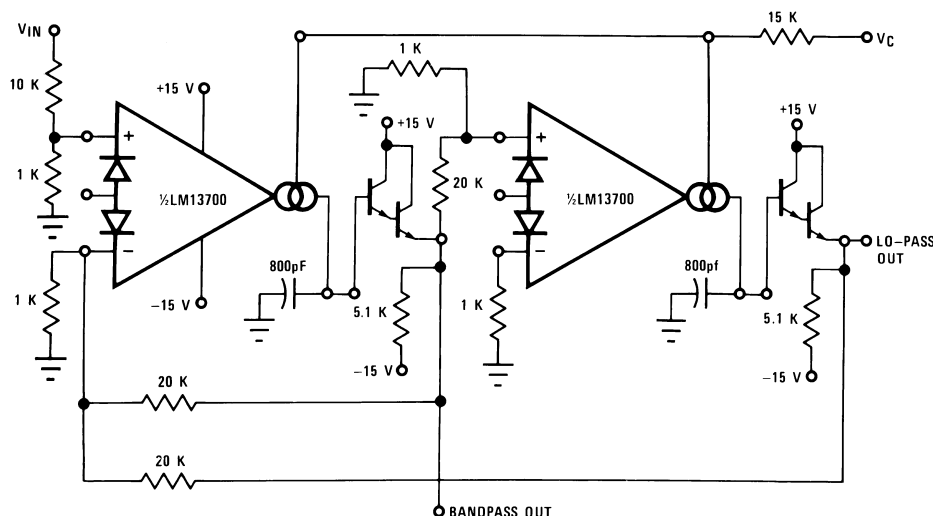 VIN
15 K
VC
1 K
10 K
+15 V
+15 V
+15 V
+
+
1 K
½LM13700
20 K
½LM13700
−
−
LO-PASS
OUT
800pF
800pf
1 K
−15 V
5.1 K
1 K
5.1 K
−15 V
−15 V
20 K
20 K
BANDPASS OUT